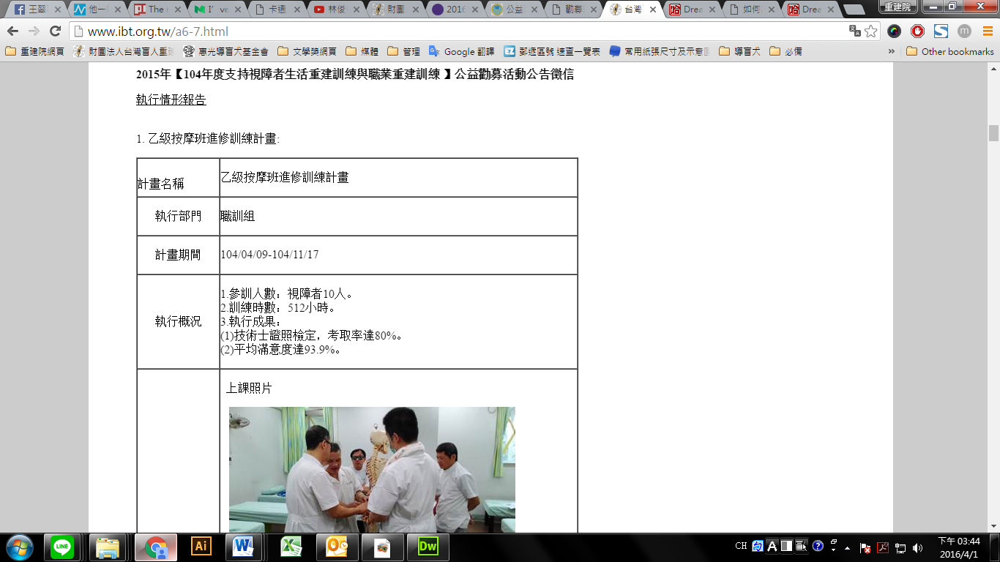 王翠
他一
The
I've
卡通
林俊
財團
2016
公益
勸募
台灣
Drea
如何
Drea
重建院
www.ibt.org.tw/a6-7.html
重建院網頁
財團法人台灣盲人重
惠光導盲犬基金會
文學獎網頁
媒體
管理
Google 翻譯
郵遞區號 速查一覽表
常用紙張尺寸及示意
導盲犬
必備
»
Other bookmarks
2015年【104年度支持視障者生活重建訓練與職業重建訓練 】公益勸募活動公告徵信
執行情形報告
1. 乙級按摩班進修訓練計畫:
計畫名稱
乙級按摩班進修訓練計畫
執行部門
職訓組
計畫期間
104/04/09-104/11/17
執行概況
1.參訓人數：視障者10人。
2.訓練時數：512小時。
3.執行成果：
(1)技術士證照檢定，考取率達80%。
(2)平均滿意度達93.9%。
上課照片
LINE
Ai
Dw
CH
下午 03:44
2016/4/1